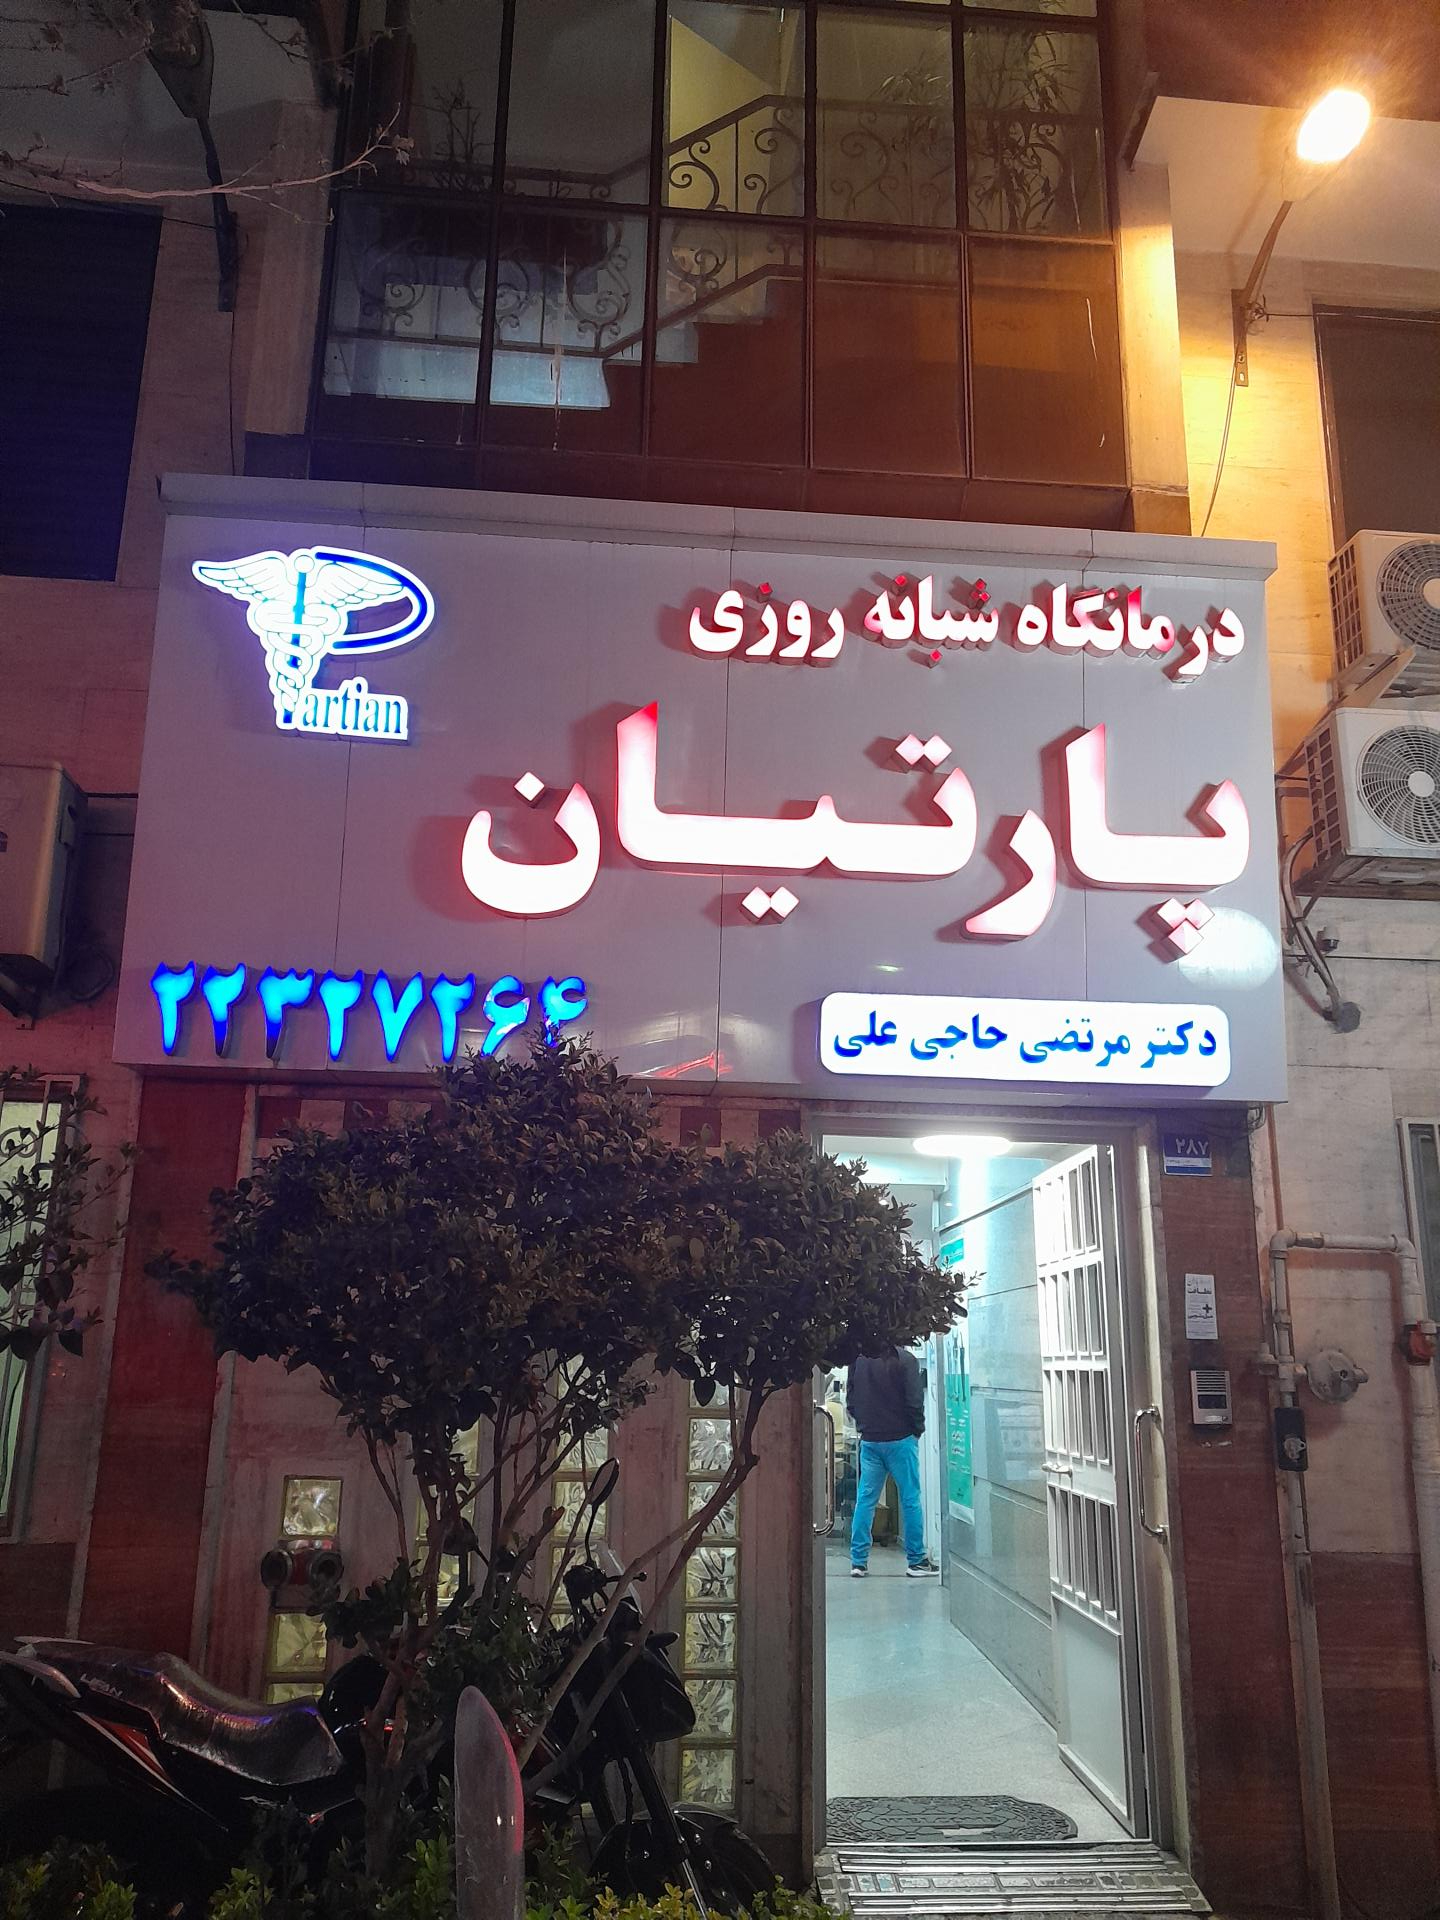 درمانگاه شبانه روزی
Partian
پارتیان
دکتر مرتضی حاجی علی
۲۲۳۲۷۲۶۴
۲۸۷